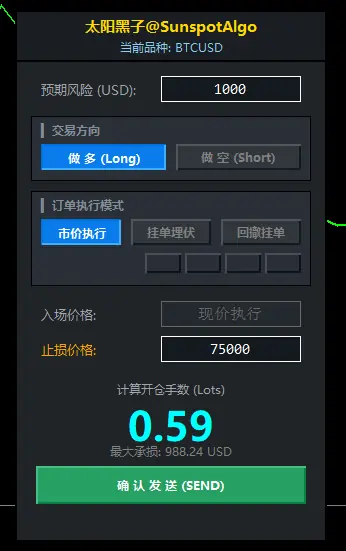 太阳黑子@SunspotAlgo
当前品种: BTCUSD
预期风险 (USD): 1000
交易方向
做 多 (Long) 做 空 (Short)
订单执行模式
市价执行 挂单埋伏 回撤挂单
入场价格: 现价执行
止损价格: 75000
计算开仓手数 (Lots)
0.59
最大承损: 988.24 USD
确 认 发 送 (SEND)